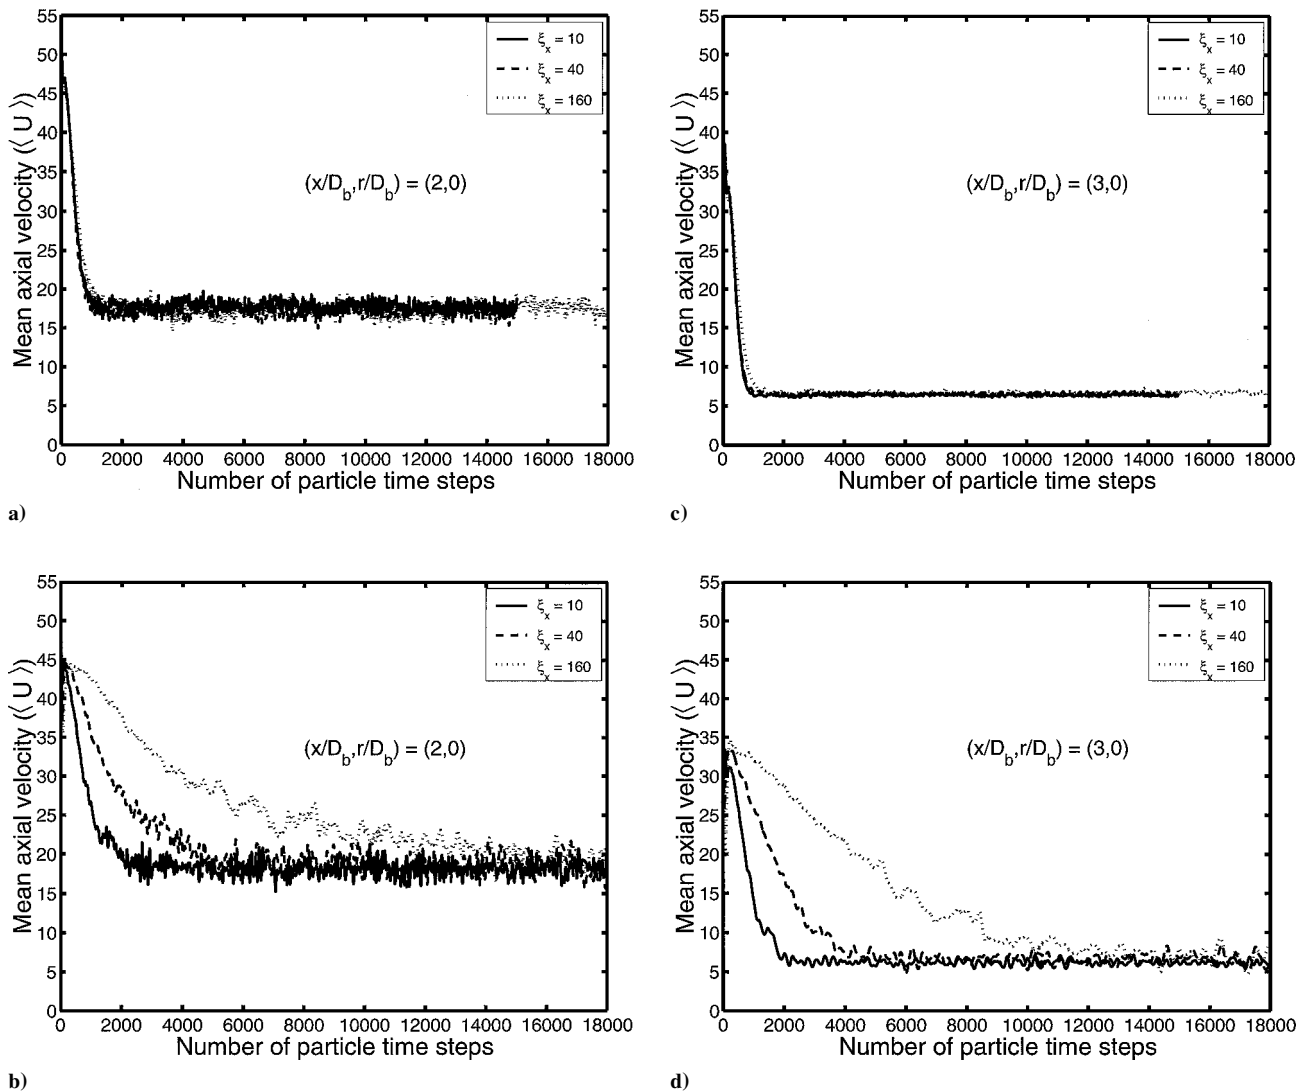 55
50
45
40
35
30
25
20
15
10
5
0
Mean axial velocity (⟨ U ⟩)
ξx = 10
ξx = 40
ξx = 160
(x/Db,r/Db) = (2,0)
0 2000 4000 6000 8000 10000 12000 14000 16000 18000
Number of particle time steps
a)
55
50
45
40
35
30
25
20
15
10
5
0
Mean axial velocity (⟨ U ⟩)
ξx = 10
ξx = 40
ξx = 160
(x/Db,r/Db) = (3,0)
0 2000 4000 6000 8000 10000 12000 14000 16000 18000
Number of particle time steps
c)
55
50
45
40
35
30
25
20
15
10
5
0
Mean axial velocity (⟨ U ⟩)
ξx = 10
ξx = 40
ξx = 160
(x/Db,r/Db) = (2,0)
0 2000 4000 6000 8000 10000 12000 14000 16000 18000
Number of particle time steps
b)
55
50
45
40
35
30
25
20
15
10
5
0
Mean axial velocity (⟨ U ⟩)
ξx = 10
ξx = 40
ξx = 160
(x/Db,r/Db) = (3,0)
0 2000 4000 6000 8000 10000 12000 14000 16000 18000
Number of particle time steps
d)